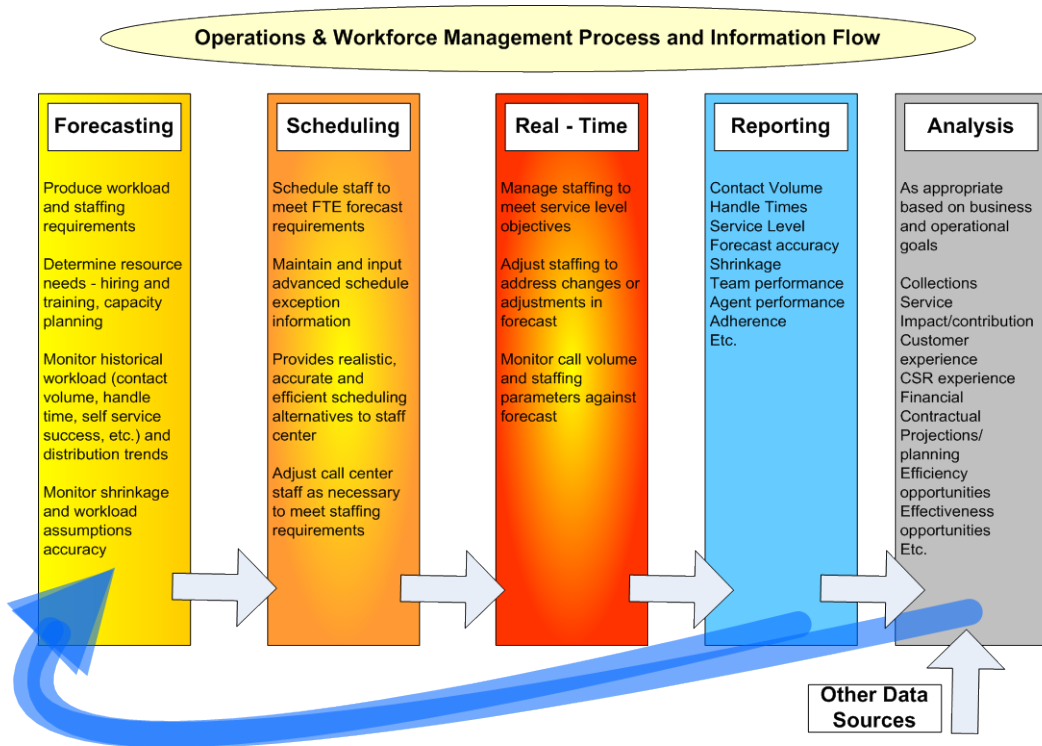 Operations & Workforce Management Process and Information Flow
Forecasting
Produce workload
and staffing
requirements
Determine resource
needs - hiring and
training, capacity
planning
Monitor historical
workload (contact
volume, handle
time, self service
success, etc.) and
distribution trends
Monitor shrinkage
and workload
assumptions
accuracy
Scheduling
Schedule staff to
meet FTE forecast
requirements
Maintain and input
advanced schedule
exception
information
Provides realistic,
accurate and
efficient scheduling
alternatives to staff
center
Adjust call center
staff as necessary
to meet staffing
requirements
Real - Time
Manage staffing to
meet service level
objectives
Adjust staffing to
address changes or
adjustments in
forecast
Monitor call volume
and staffing
parameters against
forecast
Reporting
Contact Volume
Handle Times
Service Level
Forecast accuracy
Shrinkage
Team performance
Agent performance
Adherence
Etc.
Analysis
As appropriate
based on business
and operational
goals
Collections
Service
Impact/contribution
Customer
experience
CSR experience
Financial
Contractual
Projections/
planning
Efficiency
opportunities
Effectiveness
opportunities
Etc.
Other Data
Sources